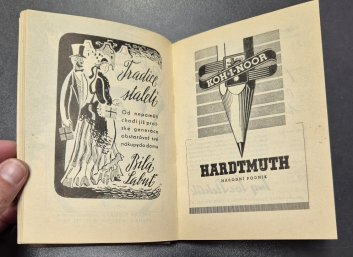 Tradice
staletí
Od nepaměti
chodí již praž-
ské generace
obstarávat své
nákupy do domu
Bílá
Labuť
KOH-I-NOOR
HARDTMUTH
NÁRODNÍ PODNIK